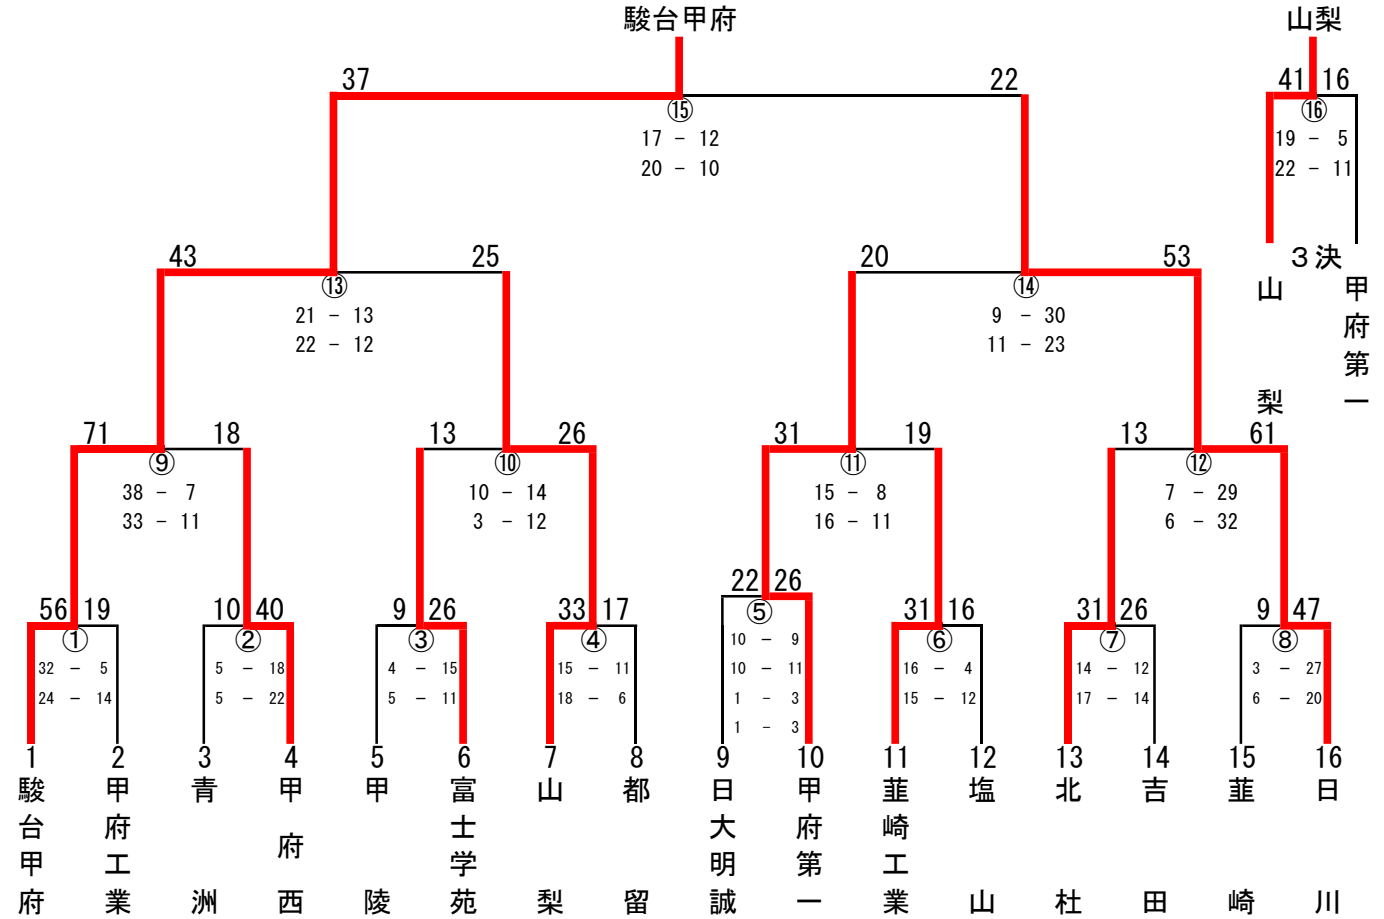 駿台甲府 山梨
37 22 41 16
⑮ ⑯
17 － 12 19 － 5
20 － 10 22 － 11
43 25 20 53 ３決
⑬ ⑭
21 － 13 9 － 30
22 － 12 11 － 23
山梨 甲府第一
71 18 13 26 31 19 13 61
⑨ ⑩ ⑪ ⑫
38 － 7 10 － 14 15 － 8 7 － 29
33 － 11 3 － 12 16 － 11 6 － 32
22 26
56 19 10 40 9 26 33 17 ⑤ 31 16 31 26 9 47
① ② ③ ④ ⑥ ⑦ ⑧
32 － 5 5 － 18 4 － 15 15 － 11 10 － 9 16 － 4 14 － 12 3 － 27
24 － 14 5 － 22 5 － 11 18 － 6 10 － 11 15 － 12 17 － 14 6 － 20
1 － 3
1 － 3
1 2 3 4 5 6 7 8 9 10 11 12 13 14 15 16
駿台甲府
甲府工業
青洲
甲府西
甲陵
富士学苑
山梨
都留
日大明誠
甲府第一
韮崎工業
塩山
北杜
吉田
韮崎
日川